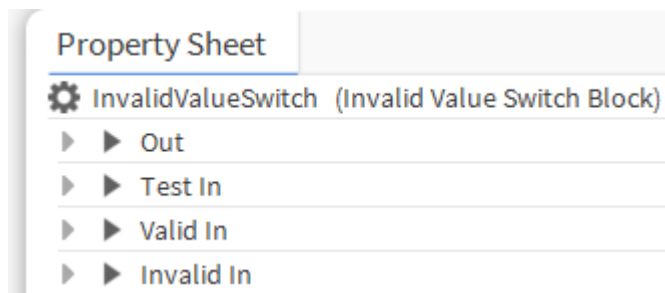 Property Sheet
InvalidValueSwitch (Invalid Value Switch Block)
Out
Test In
Valid In
Invalid In